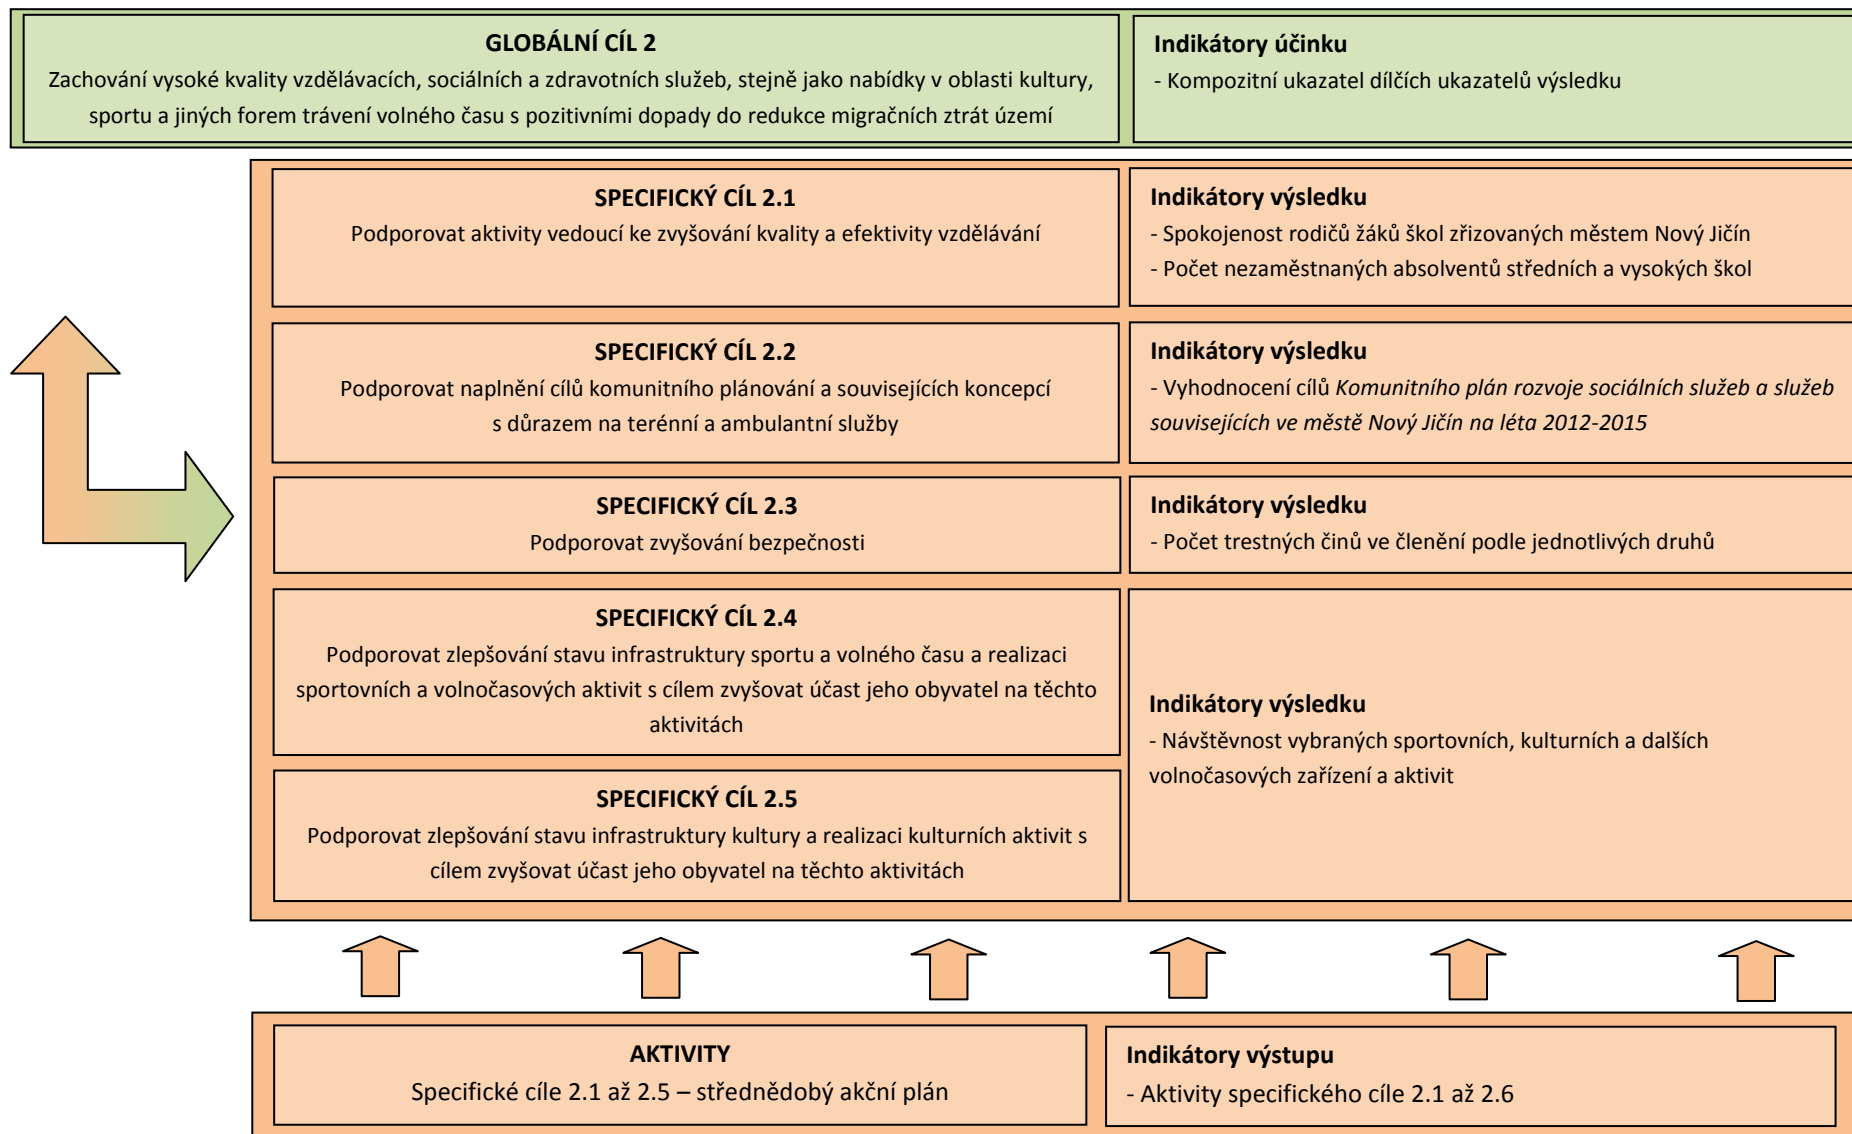 GLOBÁLNÍ CÍL 2
Zachování vysoké kvality vzdělávacích, sociálních a zdravotních služeb, stejně jako nabídky v oblasti kultury,
sportu a jiných forem trávení volného času s pozitivními dopady do redukce migračních ztrát území
Indikátory účinku
- Kompozitní ukazatel dílčích ukazatelů výsledku
SPECIFICKÝ CÍL 2.1
Podporovat aktivity vedoucí ke zvyšování kvality a efektivity vzdělávání
Indikátory výsledku
- Spokojenost rodičů žáků škol zřizovaných městem Nový Jičín
- Počet nezaměstnaných absolventů středních a vysokých škol
SPECIFICKÝ CÍL 2.2
Podporovat naplnění cílů komunitního plánování a souvisejících koncepcí
s důrazem na terénní a ambulantní služby
Indikátory výsledku
- Vyhodnocení cílů Komunitního plán rozvoje sociálních služeb a služeb
souvisejících ve městě Nový Jičín na léta 2012-2015
SPECIFICKÝ CÍL 2.3
Podporovat zvyšování bezpečnosti
Indikátory výsledku
- Počet trestných činů ve členění podle jednotlivých druhů
SPECIFICKÝ CÍL 2.4
Podporovat zlepšování stavu infrastruktury sportu a volného času a realizaci
sportovních a volnočasových aktivit s cílem zvyšovat účast jeho obyvatel na těchto
aktivitách
SPECIFICKÝ CÍL 2.5
Podporovat zlepšování stavu infrastruktury kultury a realizaci kulturních aktivit s
cílem zvyšovat účast jeho obyvatel na těchto aktivitách
Indikátory výsledku
- Návštěvnost vybraných sportovních, kulturních a dalších
volnočasových zařízení a aktivit
AKTIVITY
Specifické cíle 2.1 až 2.5 – střednědobý akční plán
Indikátory výstupu
- Aktivity specifického cíle 2.1 až 2.6